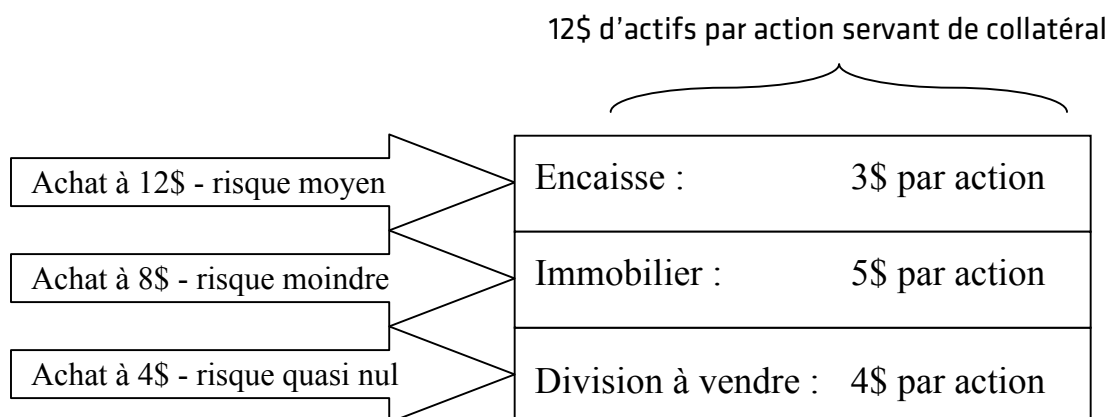 12$ d'actifs par action servant de collatéral
Achat à 12$ - risque moyen
Encaisse : 3$ par action
Achat à 8$ - risque moindre
Immobilier : 5$ par action
Achat à 4$ - risque quasi nul
Division à vendre : 4$ par action